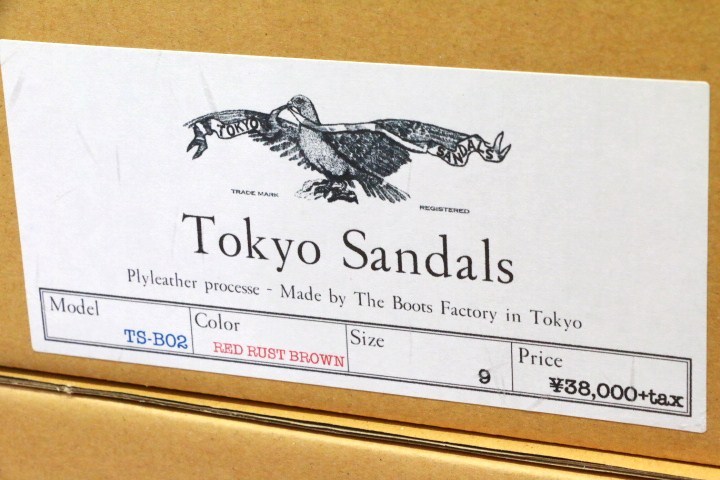 TOKYO SANDALS
TRADE MARK REGISTERED
Tokyo Sandals
Plyleather processe - Made by The Boots Factory in Tokyo
Model Color Size Price
TS-B02 RED RUST BROWN 9 ¥38,000+tax